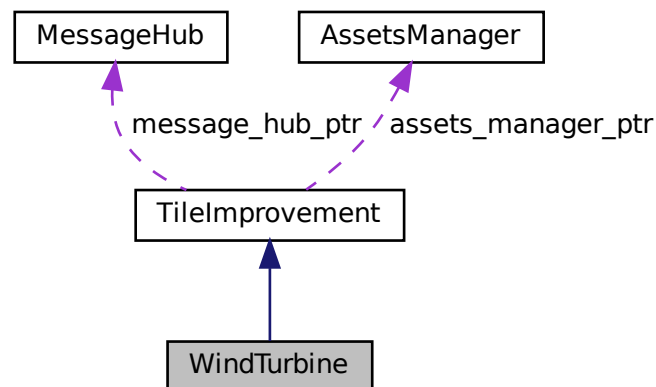 MessageHub
AssetsManager
message_hub_ptr
assets_manager_ptr
TileImprovement
WindTurbine